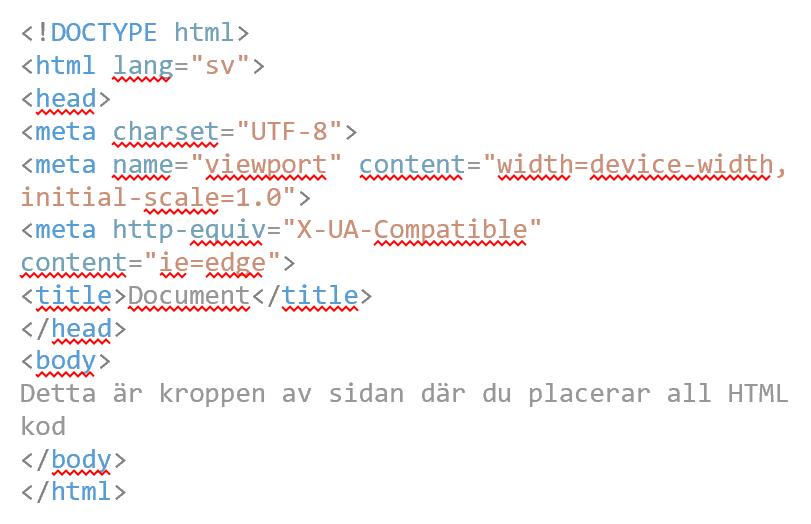 <!DOCTYPE html>
<html lang="sv">
<head>
<meta charset="UTF-8">
<meta name="viewport" content="width=device-width,
initial-scale=1.0">
<meta http-equiv="X-UA-Compatible"
content="ie=edge">
<title>Document</title>
</head>
<body>
Detta är kroppen av sidan där du placerar all HTML
kod
</body>
</html>